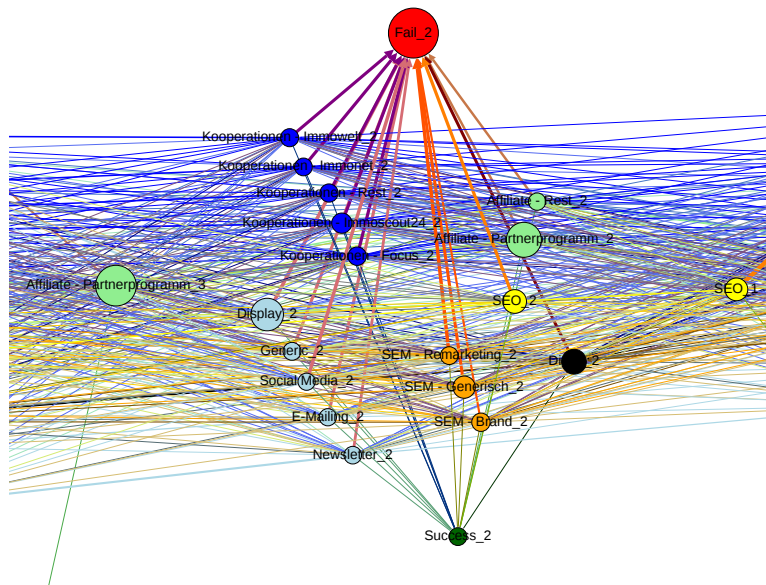 Fail_2
Kooperationen - Immowelt_2
Kooperationen - Immonet_2
Kooperationen - Rest_2
Affiliate - Rest_2
Kooperationen - Immoscout24_2
Affiliate - Partnerprogramm_2
Kooperationen - Focus_2
Affiliate - Partnerprogramm_3
SEO_1
SEO_2
Display_2
Generic_2
SEM - Remarketing_2
Social Media_2
SEM - Generisch_2
E-Mailing_2
SEM - Brand_2
Newsletter_2
Success_2